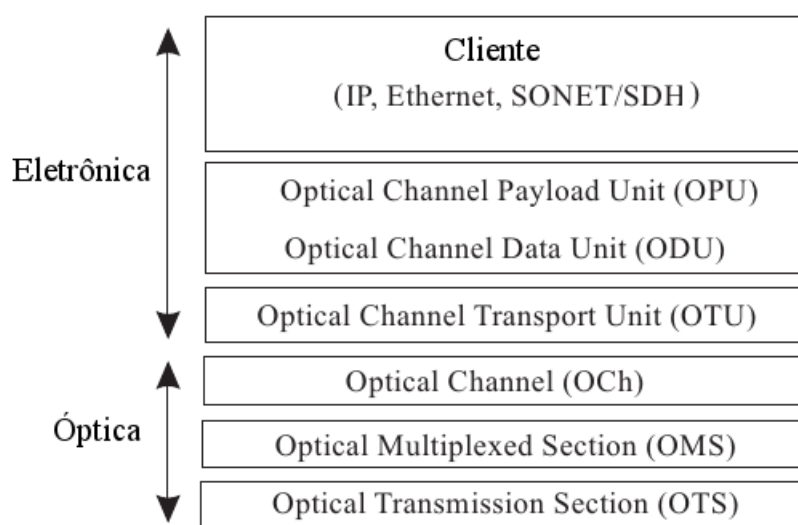 Cliente
(IP, Ethernet, SONET/SDH)
Eletrônica
Optical Channel Payload Unit (OPU)
Optical Channel Data Unit (ODU)
Optical Channel Transport Unit (OTU)
Optical Channel (OCh)
Óptica
Optical Multiplexed Section (OMS)
Optical Transmission Section (OTS)